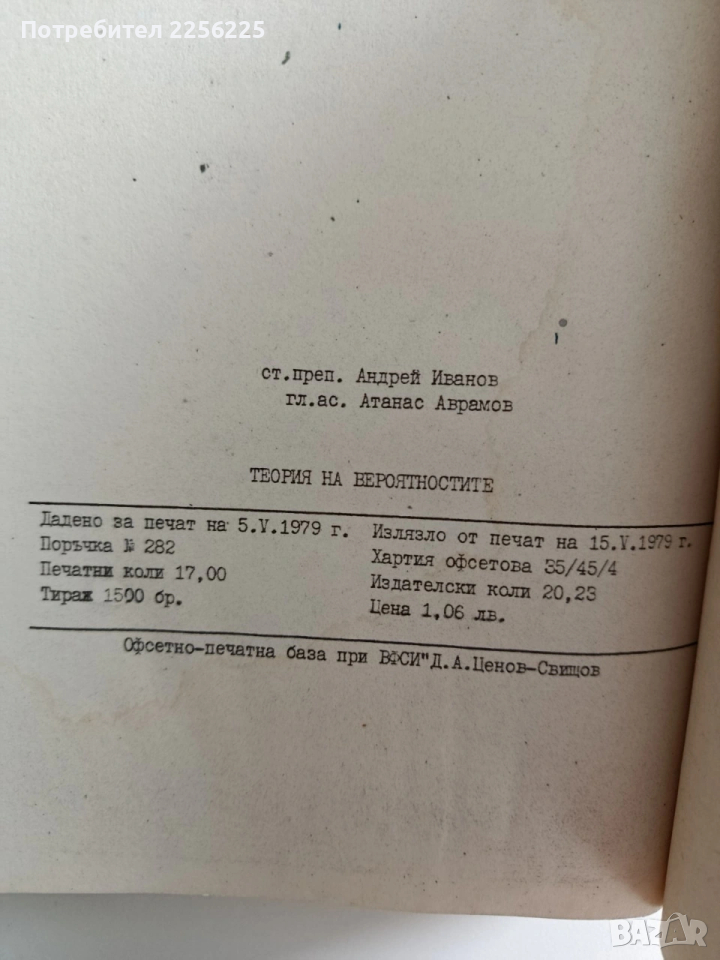 Потребител 2256225
ст.преп. Андрей Иванов
гл.ас. Атанас Аврамов
ТЕОРИЯ НА ВЕРОЯТНОСТИТЕ
Дадено за печат на 5.V.1979 г.
Поръчка № 282
Печатни коли 17,00
Тираж 1500 бр.
Излязло от печат на 15.V.1979 г.
Хартия офсетова 35/45/4
Издателски коли 20,23
Цена 1,06 лв.
Офсетно-печатна база при ВФСИ"Д.А.Ценов-Свищов
BAZAR